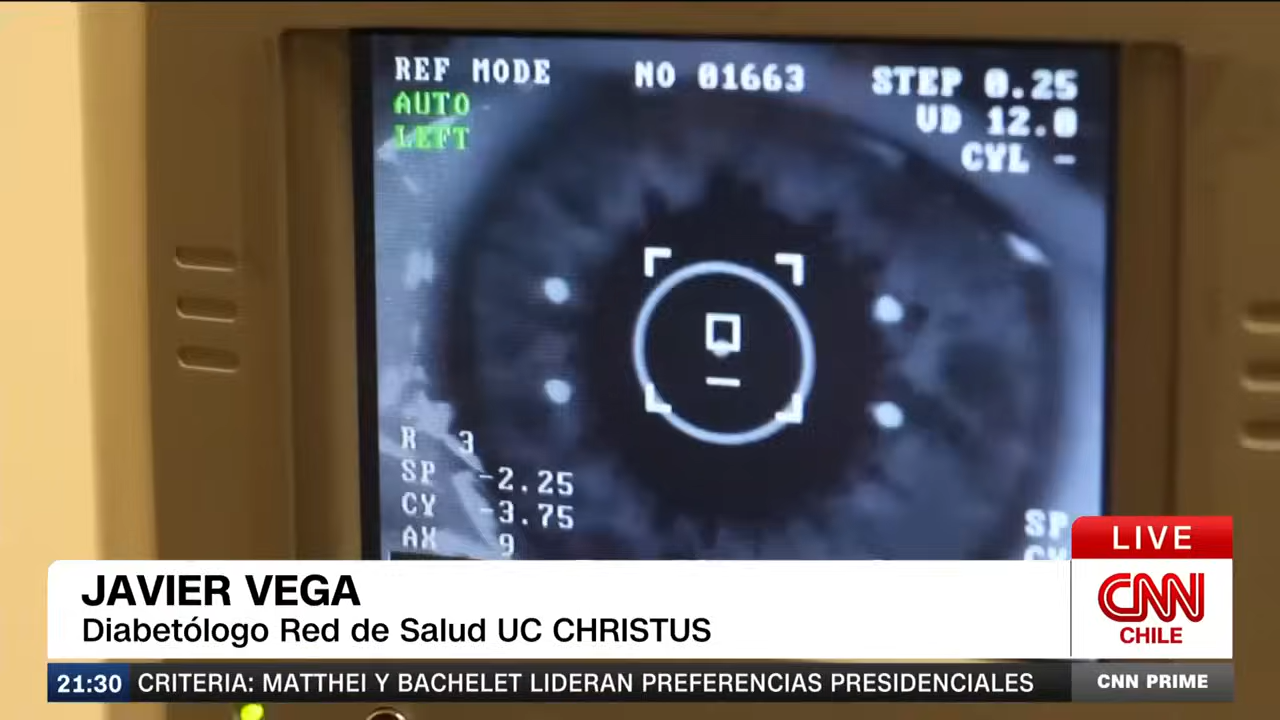 REF MODE
NO 01663
STEP 0.25
AUTO
VD 12.0
LEFT
CYL -
R 3
SP -2.25
CY -3.75
AX 9
SP
LIVE
JAVIER VEGA
Diabetólogo Red de Salud UC CHRISTUS
CNN
CHILE
21:30 CRITERIA: MATTHEI Y BACHELET LIDERAN PREFERENCIAS PRESIDENCIALES
CNN PRIME